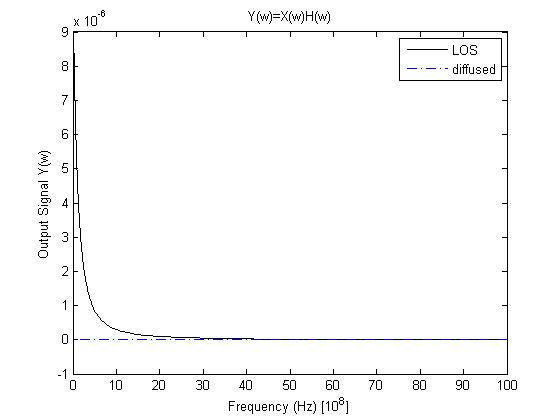 x 10-6
Y(w)=X(w)H(w)
9
8
7
6
5
4
3
2
1
0
-1
LOS
diffused
Output Signal Y(w)
0 10 20 30 40 50 60 70 80 90 100
Frequency (Hz) [10^8]